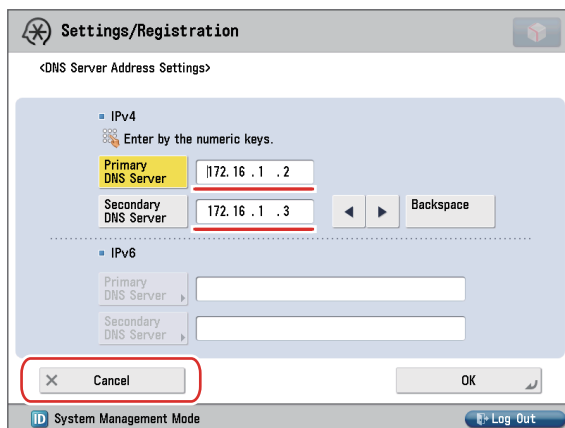 Settings/Registration
<DNS Server Address Settings>
IPv4
Enter by the numeric keys.
Primary
DNS Server
172. 16 . 1 . 2
Secondary
DNS Server
172. 16 . 1 . 3
Backspace
IPv6
Primary
DNS Server
Secondary
DNS Server
Cancel
OK
ID System Management Mode
Log Out